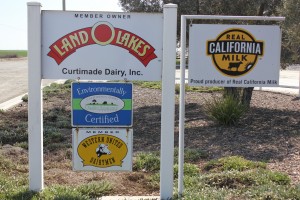 MEMBER OWNER
LAND O LAKES
Curtimade Dairy, Inc.
Environmentally
Certified
MEMBER
WESTERN UNITED
DAIRYMEN
REAL
CALIFORNIA
MILK
Proud producer of Real California Milk